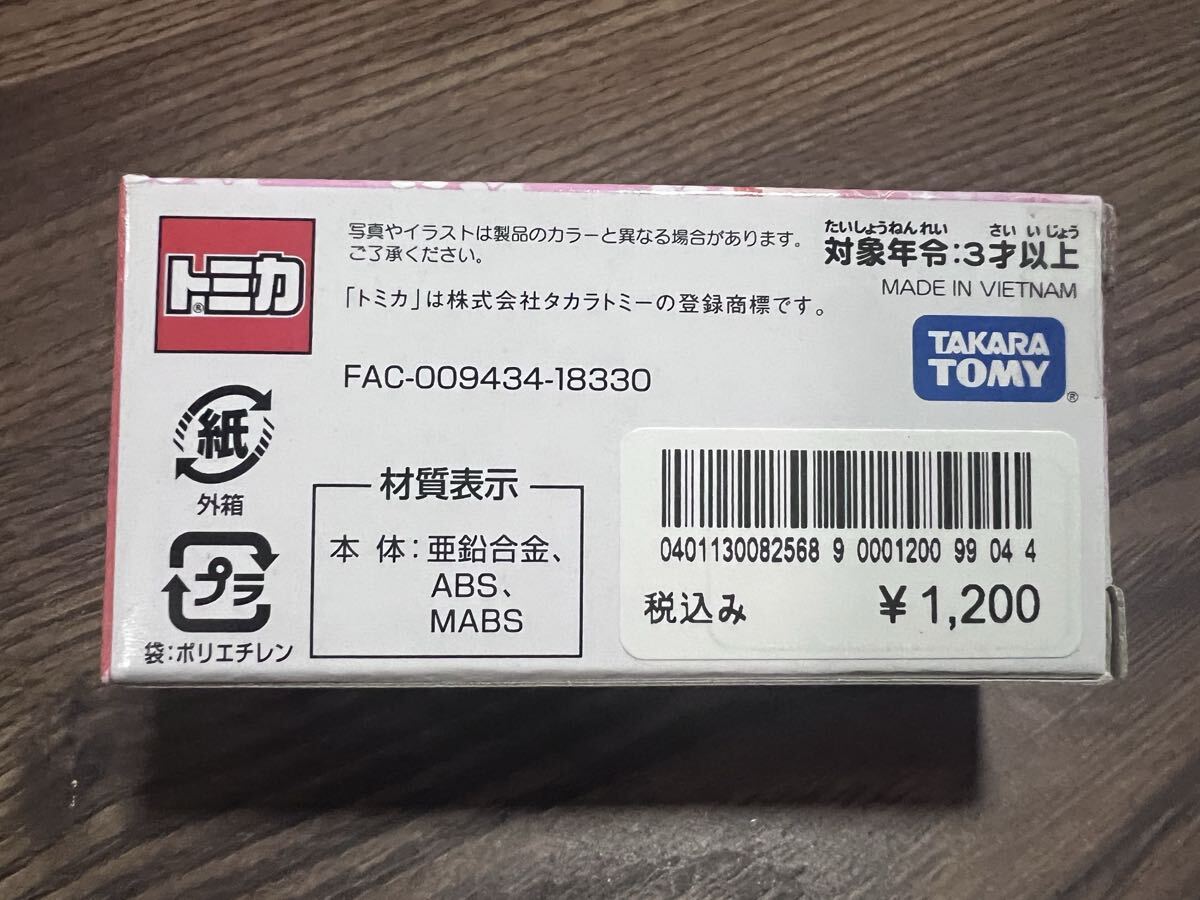 トミカ®
写真やイラストは製品のカラーと異なる場合があります。
ご了承ください。
「トミカ」は株式会社タカラトミーの登録商標です。
FAC-009434-18330
たいしょうねんれい さいいじょう
対象年令:3才以上
MADE IN VIETNAM
TAKARA
TOMY®
紙
外箱
プラ
袋:ポリエチレン
材質表示
本体:亜鉛合金、
ABS、
MABS
0401130082568 9 0001200 99 04 4
税込み ¥1,200